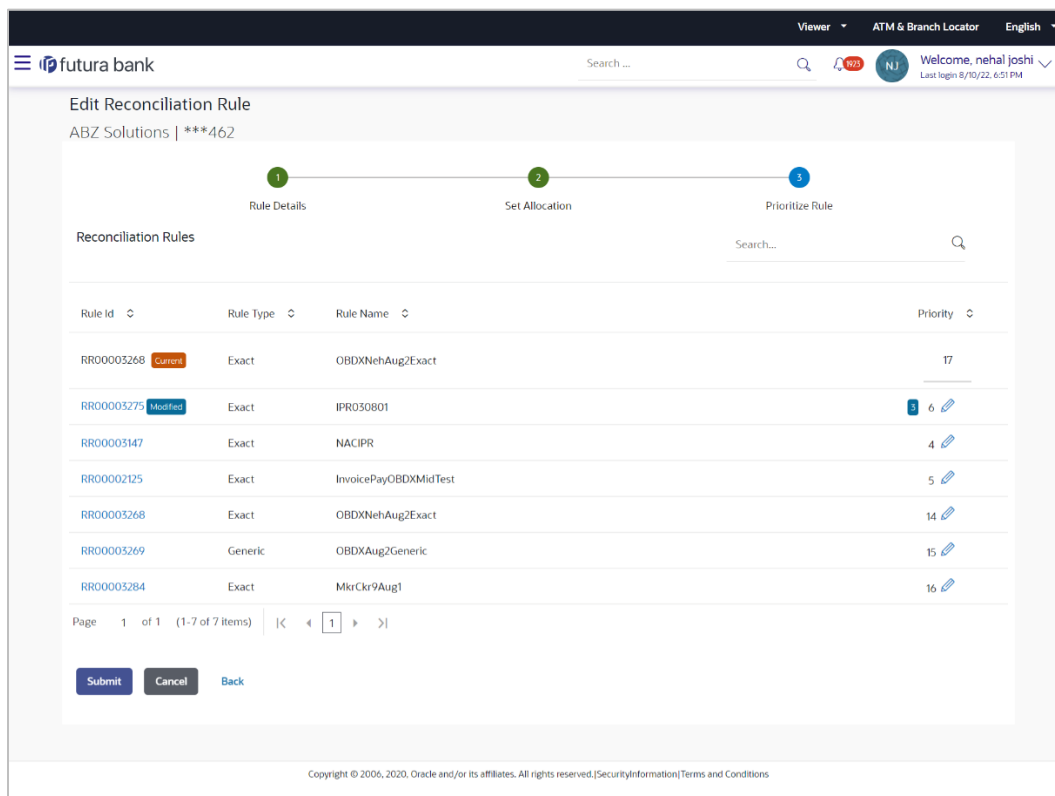 Viewer ATM & Branch Locator English
futura bank Search ... 1923 NJ Welcome, nehal joshi
Last login 8/10/22, 6:51 PM
Edit Reconciliation Rule
ABZ Solutions | ***462
1 2 3
Rule Details Set Allocation Prioritize Rule
Reconciliation Rules Search...
Rule Id Rule Type Rule Name Priority
RR00003268 Current Exact OBDXNehAug2Exact 17
RR00003275 Modified Exact IPR030801 3 6
RR00003147 Exact NACIPR 4
RR00002125 Exact InvoicePayOBDXMidTest 5
RR00003268 Exact OBDXNehAug2Exact 14
RR00003269 Generic OBDXAug2Generic 15
RR00003284 Exact MkrCkr9Aug1 16
Page 1 of 1 (1-7 of 7 items) 1
Submit Cancel Back
Copyright © 2006, 2020, Oracle and/or its affiliates. All rights reserved.|SecurityInformation|Terms and Conditions